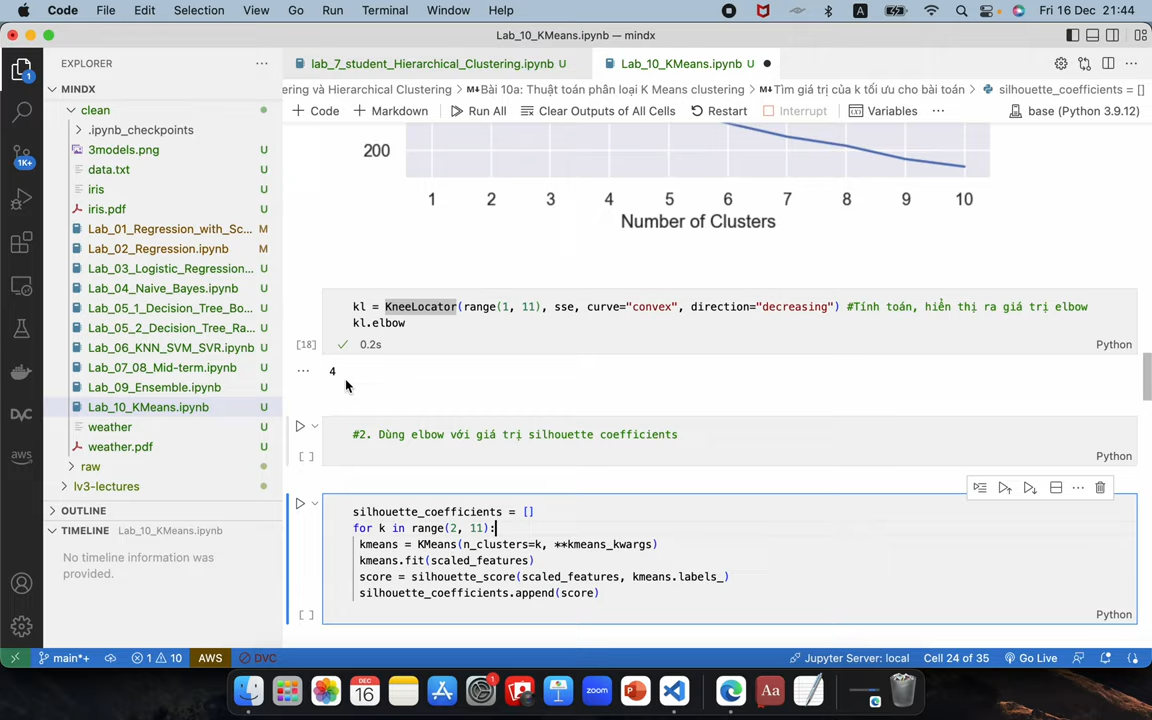 Code File Edit Selection View Go Run Terminal Window Help
A Fri 16 Dec 21:44
Lab_10_KMeans.ipynb — mindx
EXPLORER
lab_7_student_Hierarchical_Clustering.ipynb U
Lab_10_KMeans.ipynb U
MINDX
ering và Hierarchical Clustering > Bài 10a: Thuật toán phân loại K Means clustering > Tìm giá trị của k tối ưu cho bài toán > silhouette_coefficients = []
+ Code + Markdown Run All Clear Outputs of All Cells Restart Interrupt Variables ... base (Python 3.9.12)
clean
.ipynb_checkpoints
3models.png U
data.txt U
iris U
iris.pdf U
Lab_01_Regression_with_Sc... M
Lab_02_Regression.ipynb M
Lab_03_Logistic_Regression... U
Lab_04_Naive_Bayes.ipynb U
Lab_05_1_Decision_Tree_Bo... U
Lab_05_2_Decision_Tree_Ra... U
Lab_06_KNN_SVM_SVR.ipynb U
Lab_07_08_Mid-term.ipynb U
Lab_09_Ensemble.ipynb U
Lab_10_KMeans.ipynb U
weather U
weather.pdf U
raw
lv3-lectures
OUTLINE
TIMELINE Lab_10_KMeans.ipynb
No timeline information was
provided.
1
1K+
DVC
aws
200
1 2 3 4 5 6 7 8 9 10
Number of Clusters
kl = KneeLocator(range(1, 11), sse, curve="convex", direction="decreasing") #Tính toán, hiển thị ra giá trị elbow
kl.elbow
[18] 0.2s Python
... 4
#2. Dùng elbow với giá trị silhouette coefficients
[ ] Python
silhouette_coefficients = []
for k in range(2, 11):
kmeans = KMeans(n_clusters=k, **kmeans_kwargs)
kmeans.fit(scaled_features)
score = silhouette_score(scaled_features, kmeans.labels_)
silhouette_coefficients.append(score)
[ ] Python
main*+ 1 10 AWS DVC Jupyter Server: local Cell 24 of 35 Go Live
DEC
16
1
zoom
Aa